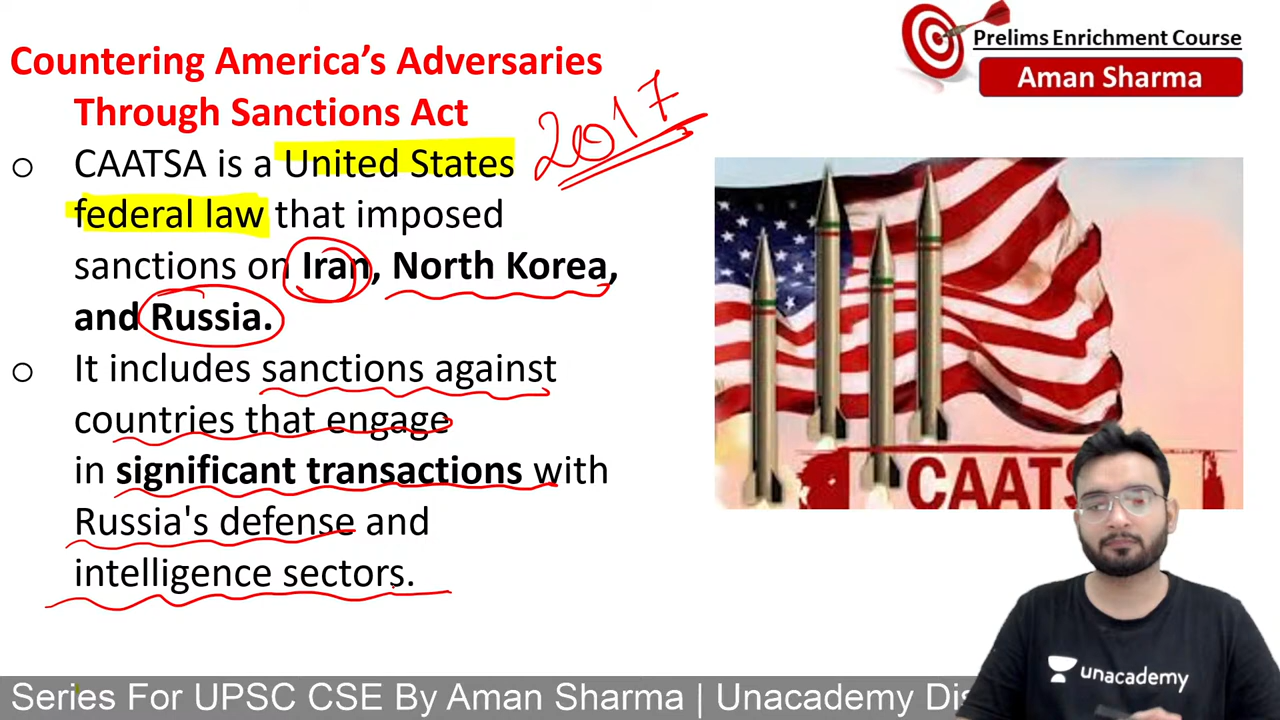 Countering America's Adversaries
Through Sanctions Act
2017
o CAATSA is a United States
federal law that imposed
sanctions on Iran, North Korea,
and Russia.
o It includes sanctions against
countries that engage
in significant transactions with
Russia's defense and
intelligence sectors.
Prelims Enrichment Course
Aman Sharma
CAATS
unacademy
Series For UPSC CSE By Aman Sharma | Unacademy Dis